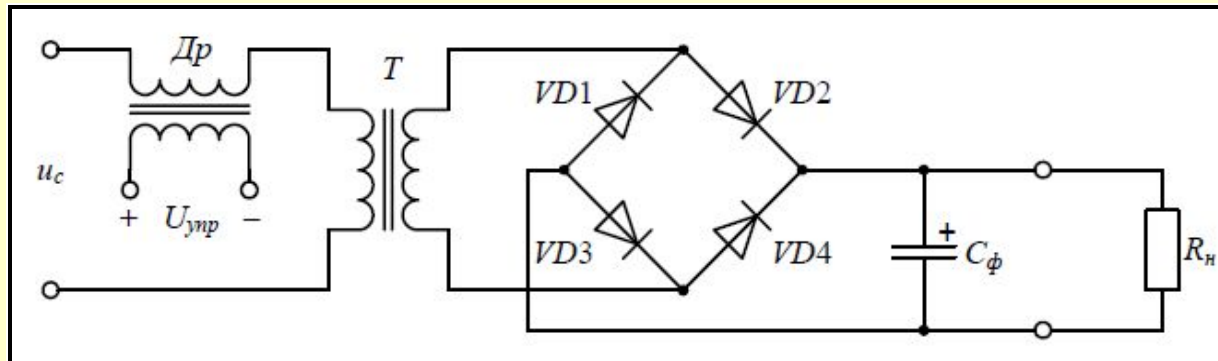 Др
T
VD1
VD2
u_c
+ U_упр −
VD3
VD4
+
C_ф
R_н